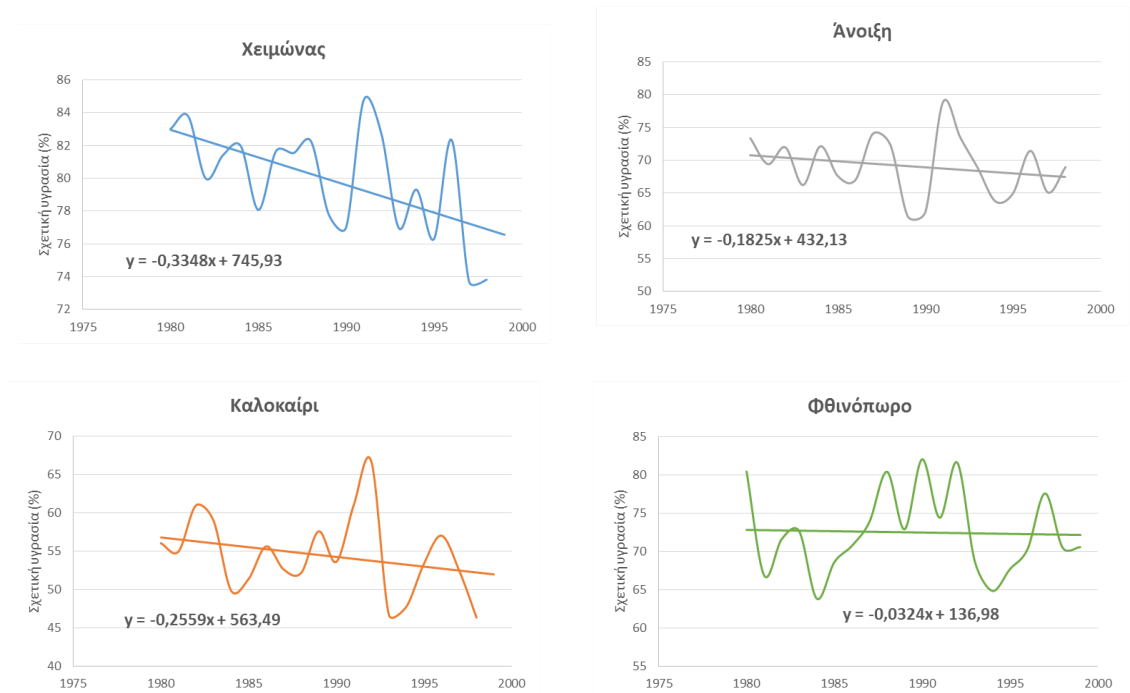 Χειμώνας
Σχετική υγρασία (%)
86
84
82
80
78
76
74
72
y = -0,3348x + 745,93
1975 1980 1985 1990 1995 2000
Άνοιξη
Σχετική υγρασία (%)
85
80
75
70
65
60
55
50
y = -0,1825x + 432,13
1975 1980 1985 1990 1995 2000
Καλοκαίρι
Σχετική υγρασία (%)
70
65
60
55
50
45
40
y = -0,2559x + 563,49
1975 1980 1985 1990 1995 2000
Φθινόπωρο
Σχετική υγρασία (%)
85
80
75
70
65
60
55
y = -0,0324x + 136,98
1975 1980 1985 1990 1995 2000